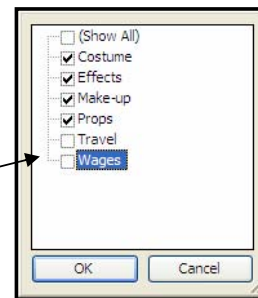 (Show All)
Costume
Effects
Make-up
Props
Travel
Wages
OK
Cancel